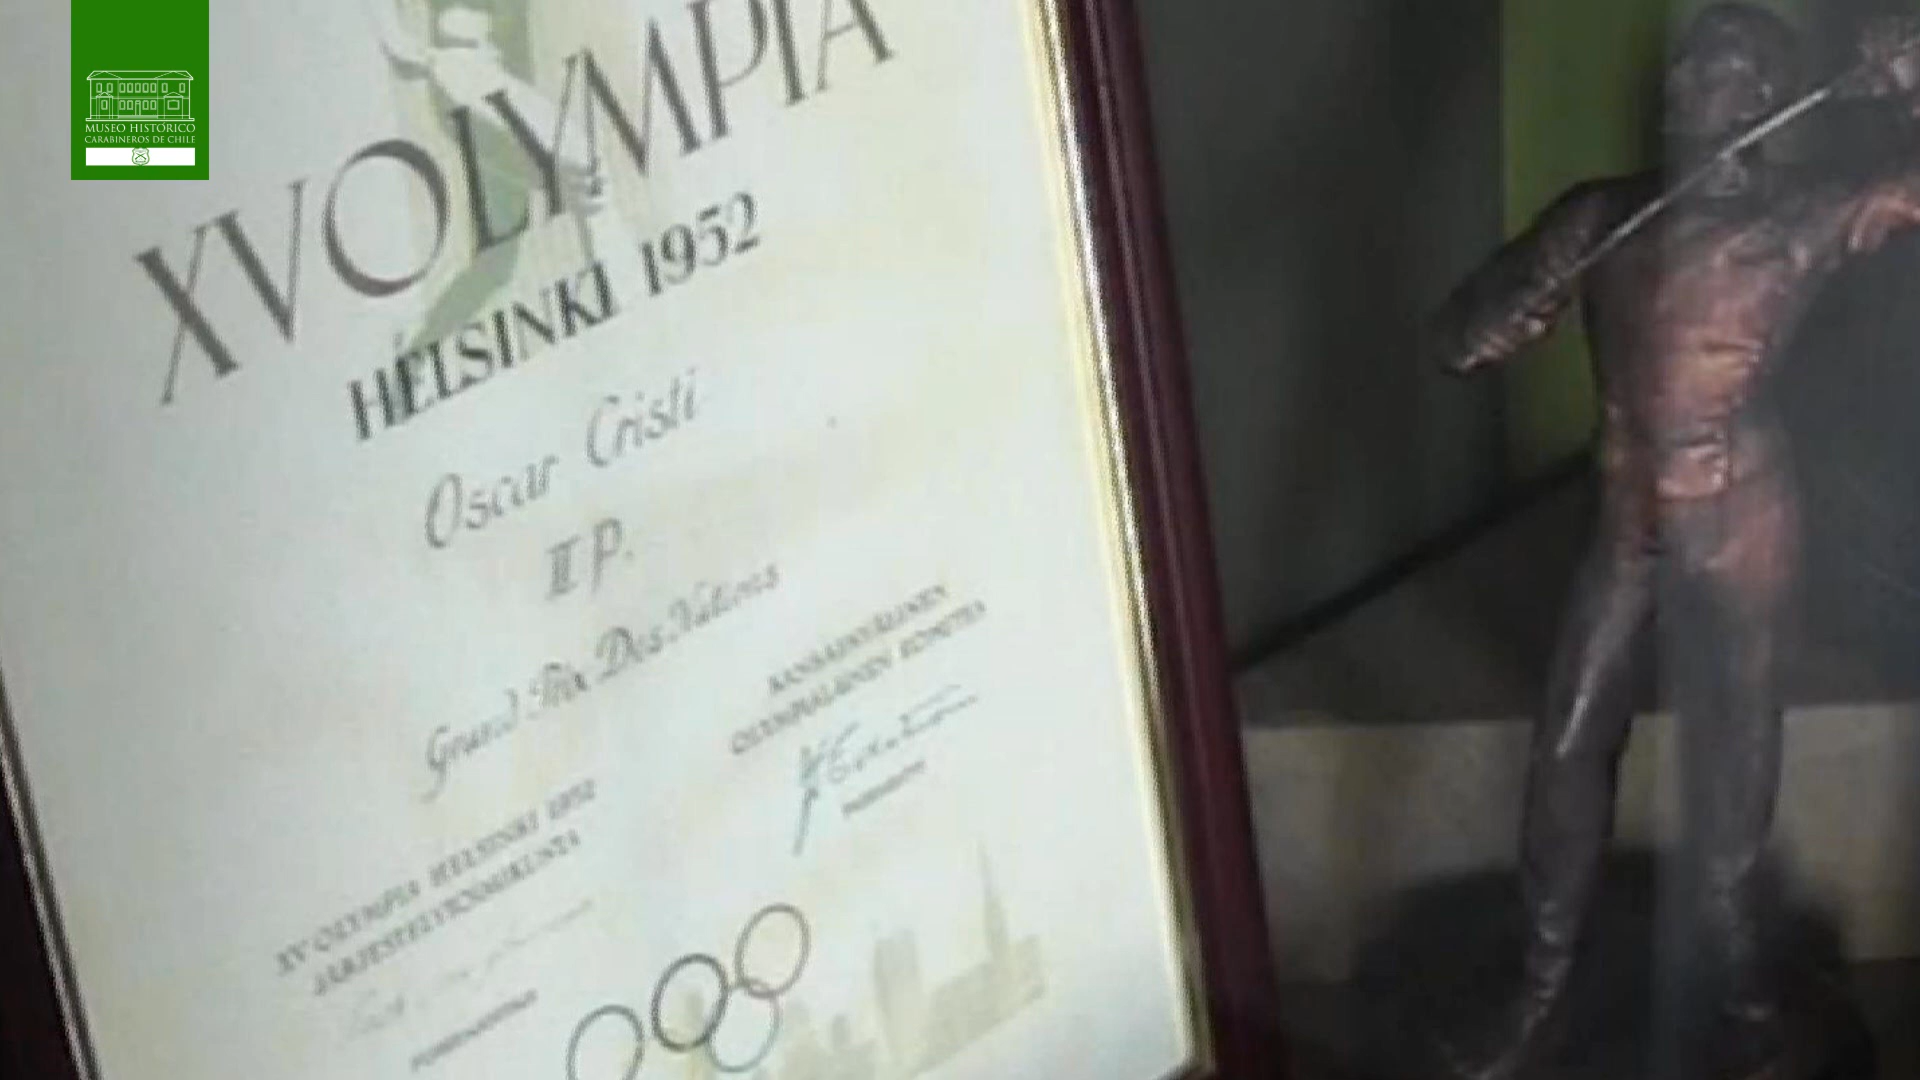 MUSEO HISTÓRICO
CARABINEROS DE CHILE
XV OLYMPIA
HELSINKI 1952
Oscar Cristi
II P.
Grand Prix Des Nations
KANSAINVÄLINEN
OLYMPIALAINEN KOMITEA
XV OLYMPIA HELSINKI 1952
JÄRJESTELYTOIMIKUNTA